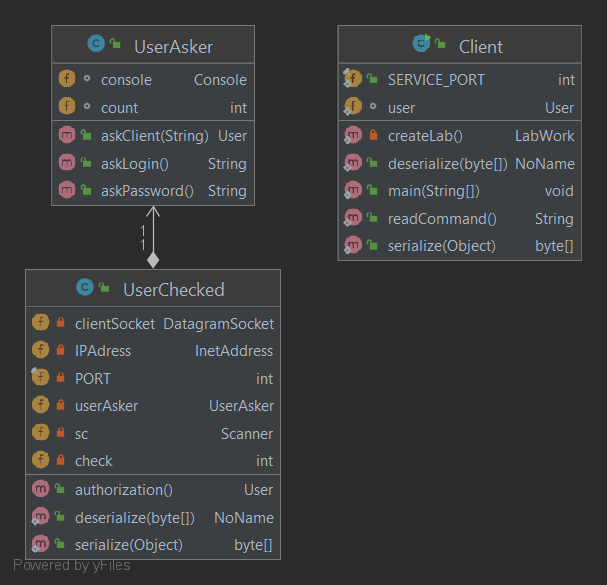 UserAsker
console Console
count int
askClient(String) User
askLogin() String
askPassword() String
Client
SERVICE_PORT int
user User
createLab() LabWork
deserialize(byte[]) NoName
main(String[]) void
readCommand() String
serialize(Object) byte[]
1
1
UserChecked
clientSocket DatagramSocket
IPAdress InetAddress
PORT int
userAsker UserAsker
sc Scanner
check int
authorization() User
deserialize(byte[]) NoName
serialize(Object) byte[]
Powered by yFiles